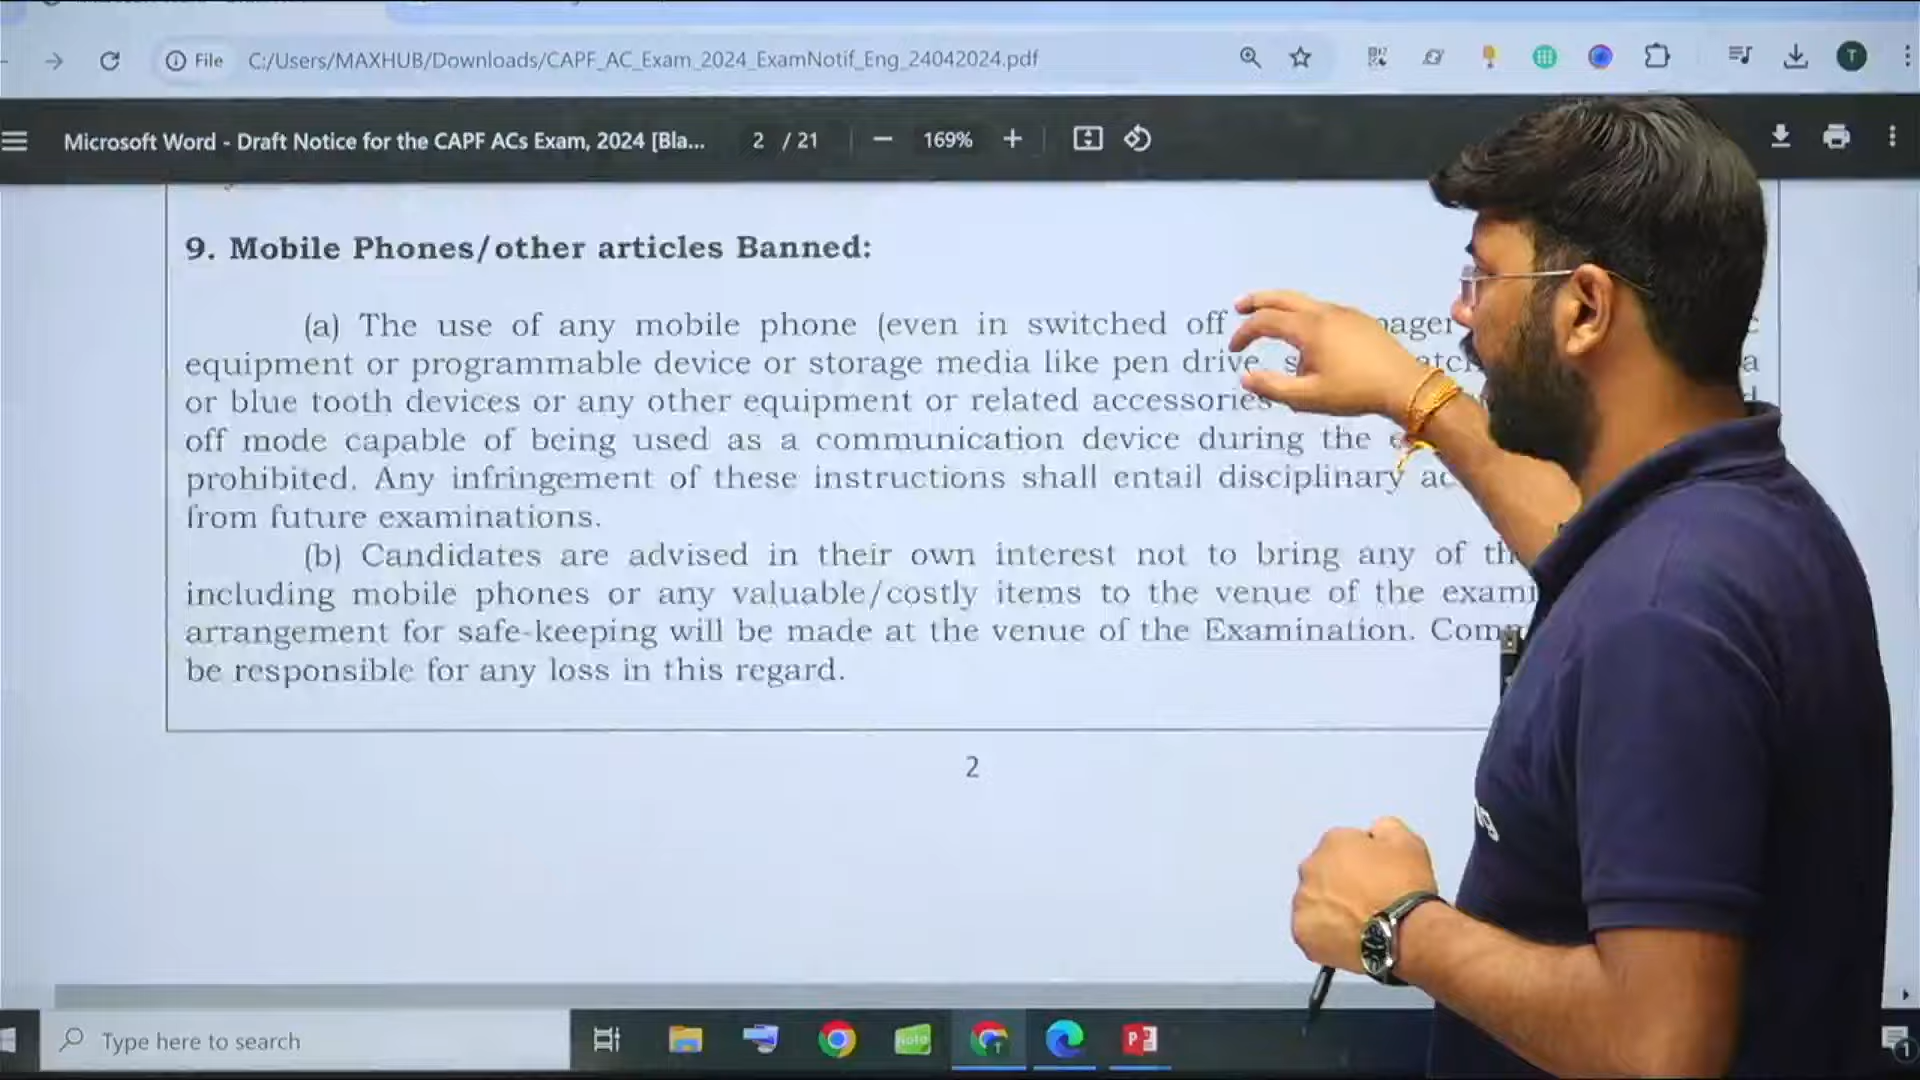 File C:/Users/MAXHUB/Downloads/CAPF_AC_Exam_2024_ExamNotif_Eng_24042024.pdf
T
Microsoft Word - Draft Notice for the CAPF ACs Exam, 2024 [Bla... 2 / 21 169%
9. Mobile Phones/other articles Banned:
(a) The use of any mobile phone (even in switched off pager
equipment or programmable device or storage media like pen drive,
or blue tooth devices or any other equipment or related accessories
off mode capable of being used as a communication device during the
prohibited. Any infringement of these instructions shall entail disciplinary
from future examinations.
(b) Candidates are advised in their own interest not to bring any of
including mobile phones or any valuable/costly items to the venue of the
arrangement for safe-keeping will be made at the venue of the Examination.
be responsible for any loss in this regard.
2
Type here to search
1